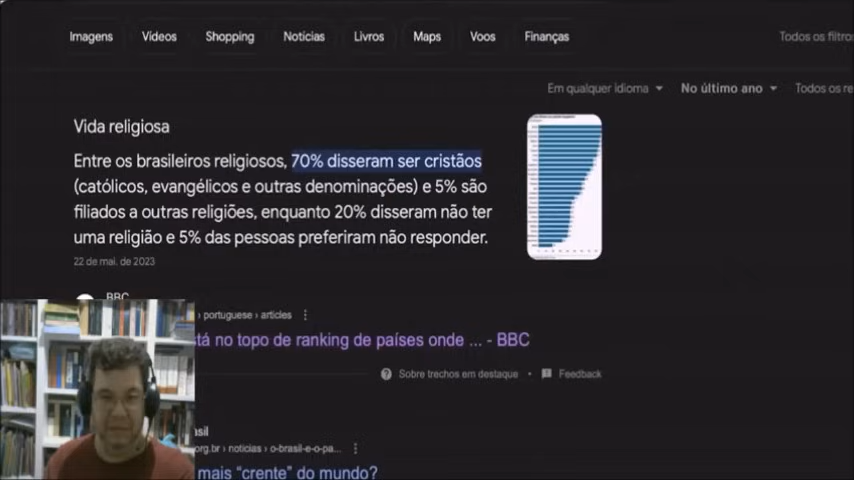 Imagens Vídeos Shopping Notícias Livros Maps Voos Finanças Todos os filtros
Em qualquer idioma No último ano Todos os re
Vida religiosa
Entre os brasileiros religiosos, 70% disseram ser cristãos
(católicos, evangélicos e outras denominações) e 5% são
filiados a outras religiões, enquanto 20% disseram não ter
uma religião e 5% das pessoas preferiram não responder.
22 de mai. de 2023
BBC
› portuguese › articles
stá no topo de ranking de países onde ... - BBC
Sobre trechos em destaque • Feedback
sil
org.br › noticias › o-brasil-e-o-pa...
mais “crente” do mundo?